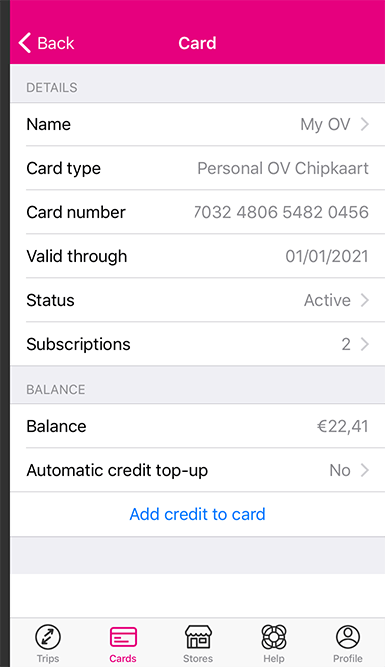 Back Card
DETAILS
Name My OV
Card type Personal OV Chipkaart
Card number 7032 4806 5482 0456
Valid through 01/01/2021
Status Active
Subscriptions 2
BALANCE
Balance €22,41
Automatic credit top-up No
Add credit to card
Trips Cards Stores Help Profile